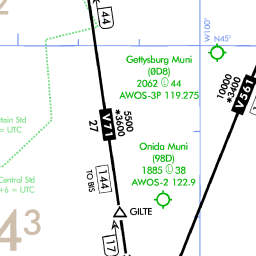 44
W100°
N45°
Gettysburg Muni
(0D8)
2062 44
AWOS-3P 119.275
10000
*3400
V561
5500
*3600
V71
27
tain Std
= UTC
Onida Muni
(98D)
1885 38
AWOS-2 122.9
Central Std
+6 = UTC
144
TO BIS
GILTE
4³
17